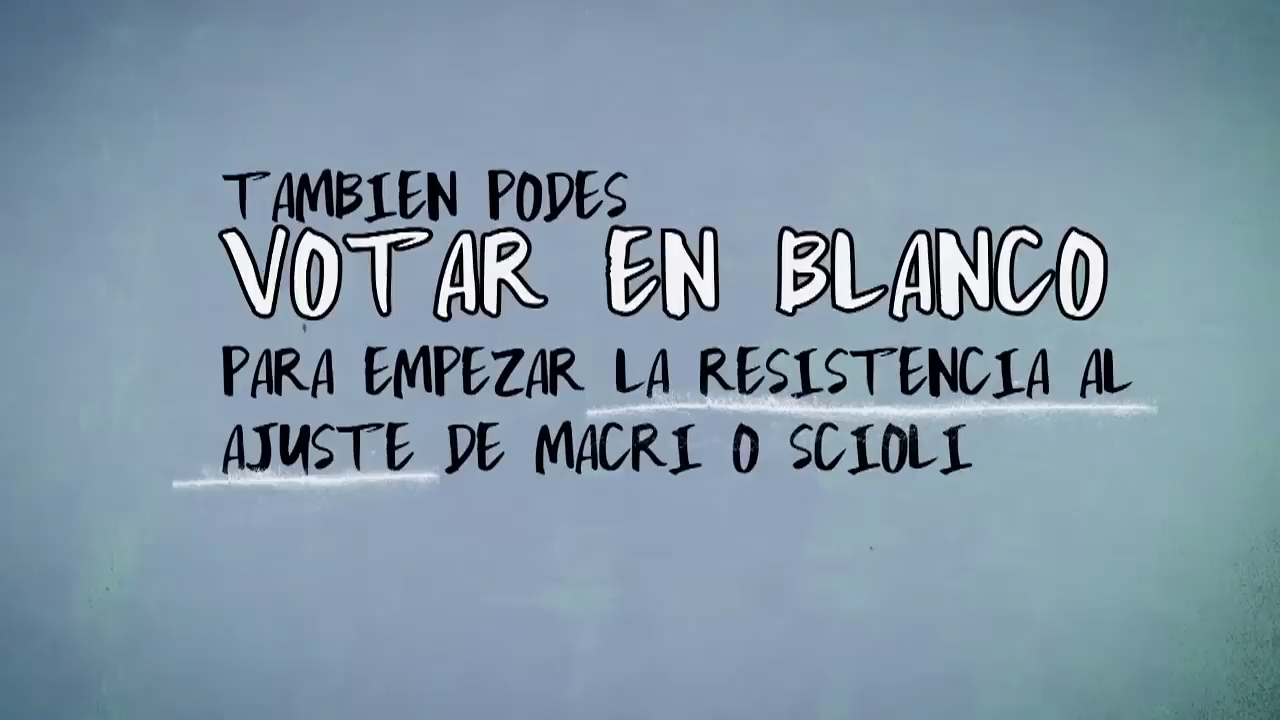 TAMBIEN PODES
VOTAR EN BLANCO
PARA EMPEZAR LA RESISTENCIA AL
AJUSTE DE MACRI O SCIOLI